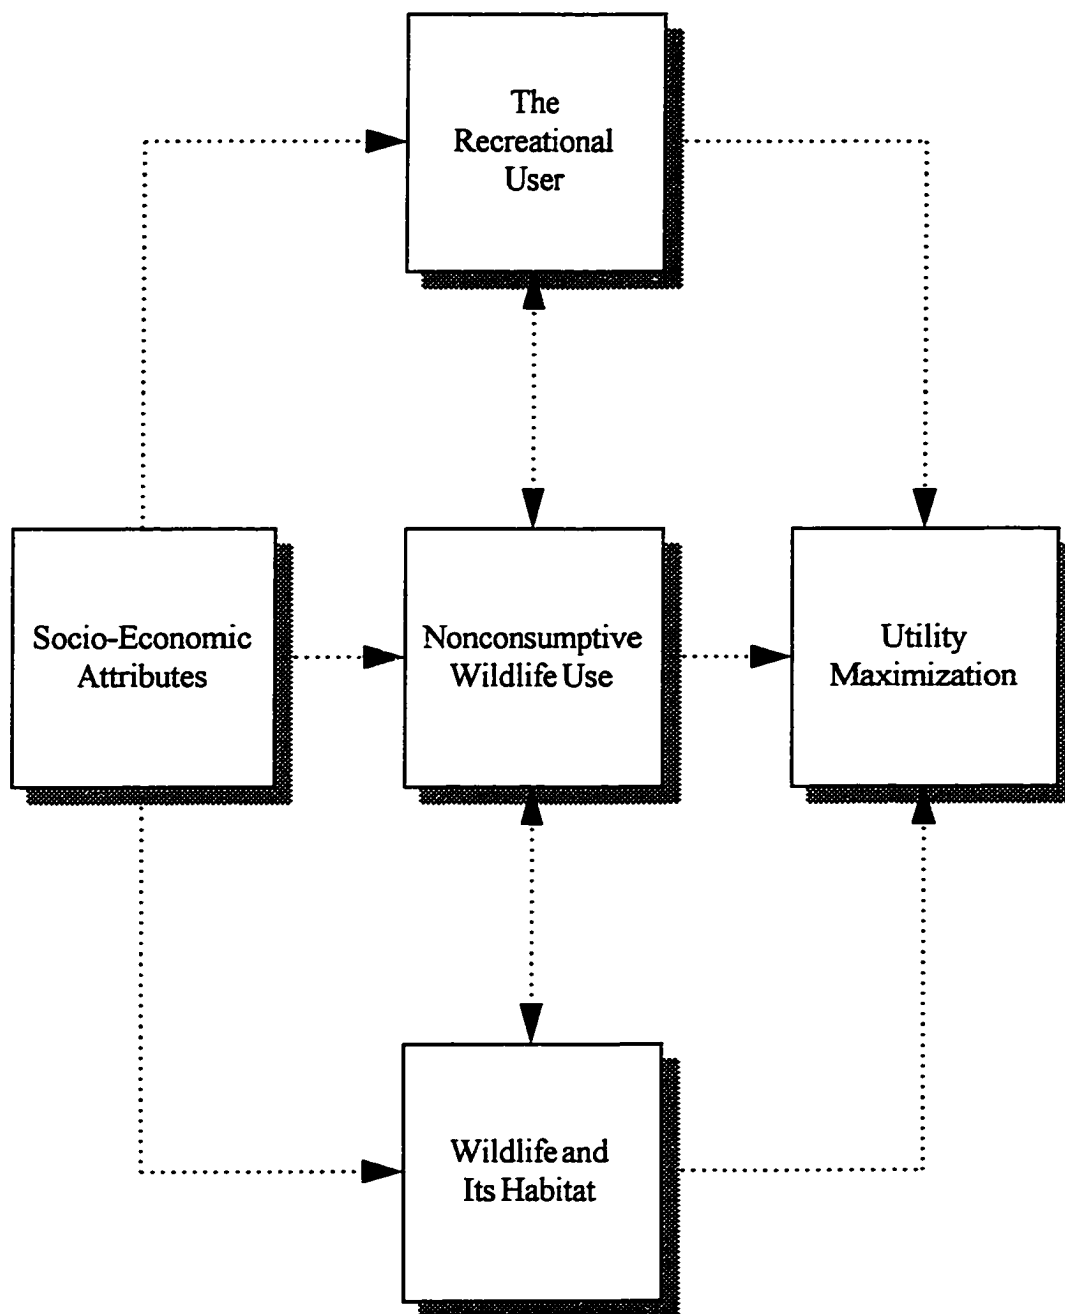 The
Recreational
User
Socio-Economic
Attributes
Nonconsumptive
Wildlife Use
Utility
Maximization
Wildlife and
Its Habitat